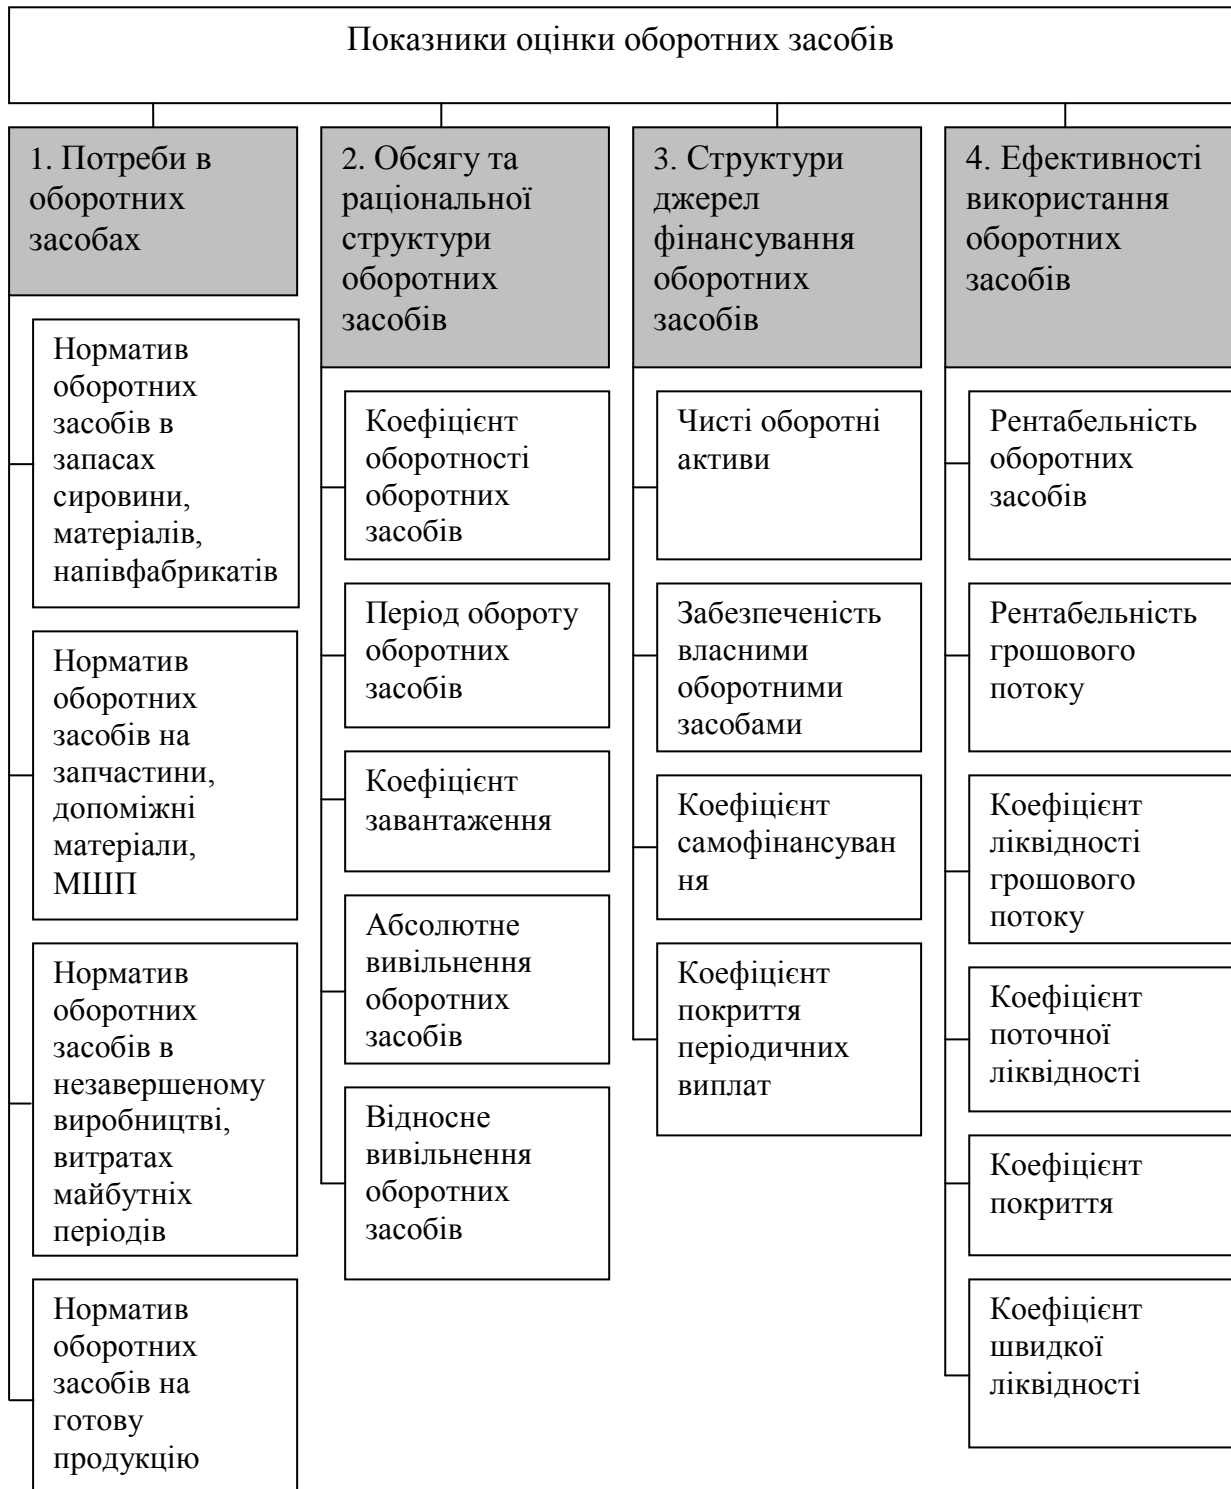 Показники оцінки оборотних засобів
1. Потреби в
оборотних
засобах
Норматив
оборотних
засобів в
запасах
сировини,
матеріалів,
напівфабрикатів
Норматив
оборотних
засобів на
запчастини,
допоміжні
матеріали,
МШП
Норматив
оборотних
засобів в
незавершеному
виробництві,
витратах
майбутніх
періодів
Норматив
оборотних
засобів на
готову
продукцію
2. Обсягу та
раціональної
структури
оборотних
засобів
Коефіцієнт
оборотності
оборотних
засобів
Період обороту
оборотних
засобів
Коефіцієнт
завантаження
Абсолютне
вивільнення
оборотних
засобів
Відносне
вивільнення
оборотних
засобів
3. Структури
джерел
фінансування
оборотних
засобів
Чисті оборотні
активи
Забезпеченість
власними
оборотними
засобами
Коефіцієнт
самофінансуван
ня
Коефіцієнт
покриття
періодичних
виплат
4. Ефективності
використання
оборотних
засобів
Рентабельність
оборотних
засобів
Рентабельність
грошового
потоку
Коефіцієнт
ліквідності
грошового
потоку
Коефіцієнт
поточної
ліквідності
Коефіцієнт
покриття
Коефіцієнт
швидкої
ліквідності